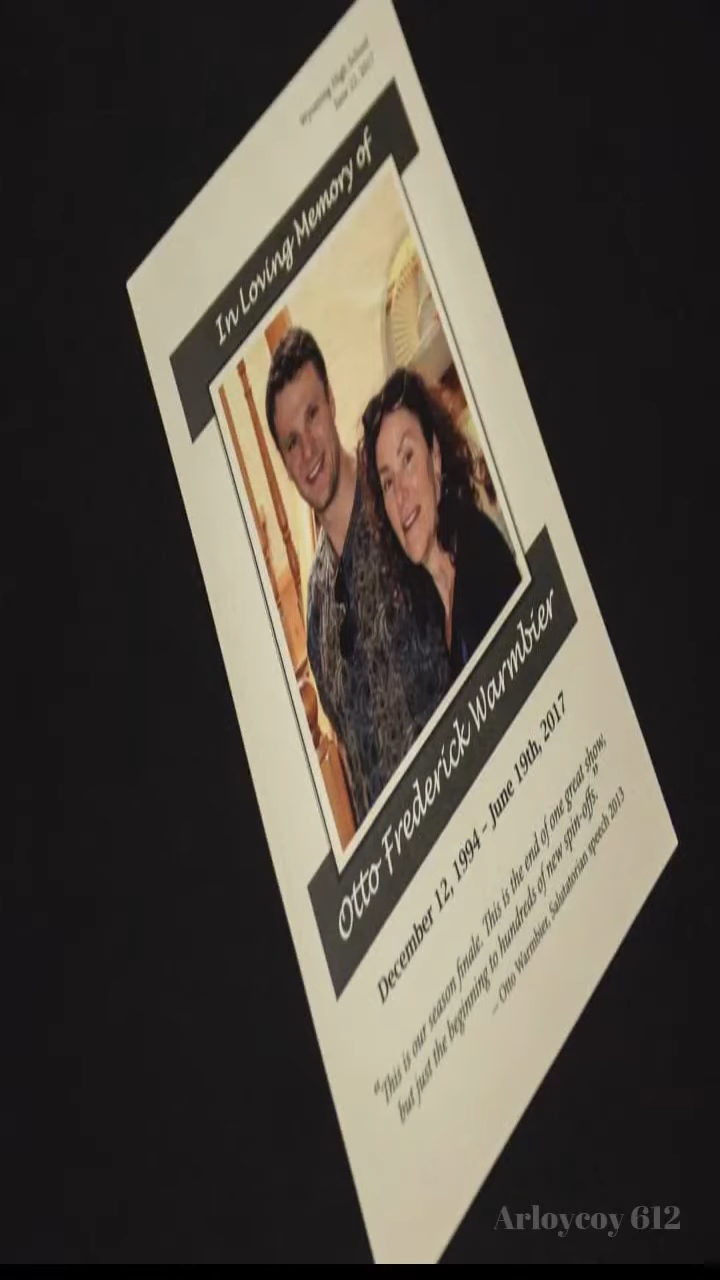 Wyoming High School
June 22, 2017
In Loving Memory of
Otto Frederick Warmbier
December 12, 1994 - June 19th, 2017
"This is our season finale. This is the end of one great show,
but just the beginning to hundreds of new spin-offs."
- Otto Warmbier, Salutatorian speech 2013
Arloycoy 612